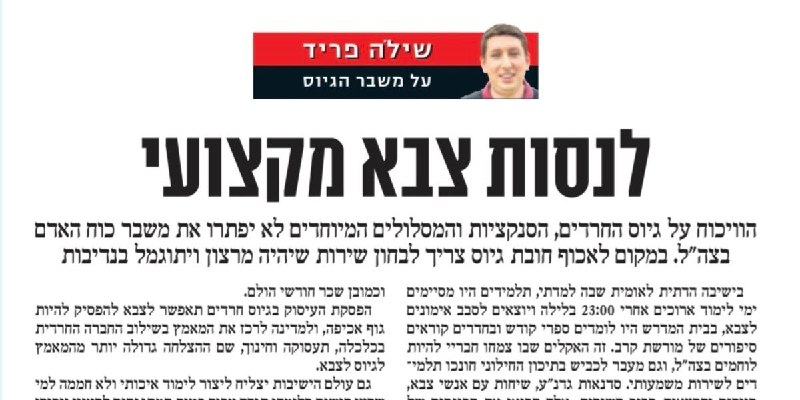 שילה פריד
על משבר הגיוס
לנסות צבא מקצועי
הוויכוח על גיוס החרדים, הסנקציות והמסלולים המיוחדים לא יפתרו את משבר כוח האדם
בצה"ל. במקום לאכוף חובת גיוס צריך לבחון שירות שיהיה מרצון ויתוגמל בנדיבות
בישיבה הדתית לאומית שבה למדתי, תלמידים היו מסיימים
ימי לימוד ארוכים אחרי 23:00 בלילה ויוצאים לסבב אימונים
לצבא, בבית המדרש היו לומדים ספרי קודש ובחדרים קוראים
סיפורים של מורשת קרב. זה האקלים שבו צמחו חבריי להיות
לוחמים בצה"ל, וגם מעבר לכביש בתיכון החילוני חונכו תלמי־
דים לשירות משמעותי. סדנאות גדנ"ע, שיחות עם אנשי צבא,
וכמובן שכר חודשי הולם.
הפסקת העיסוק בגיוס חרדים תאפשר לצבא להפסיק להיות
גוף אכיפה, ולמדינה לרכז את המאמץ בשילוב החברה החרדית
בכלכלה, תעסוקה וחינוך, שם ההצלחה גדולה יותר מהמאמץ
לגיוס לצבא.
גם עולם הישיבות יצליח ליצור לימוד איכותי ולא חממה למי